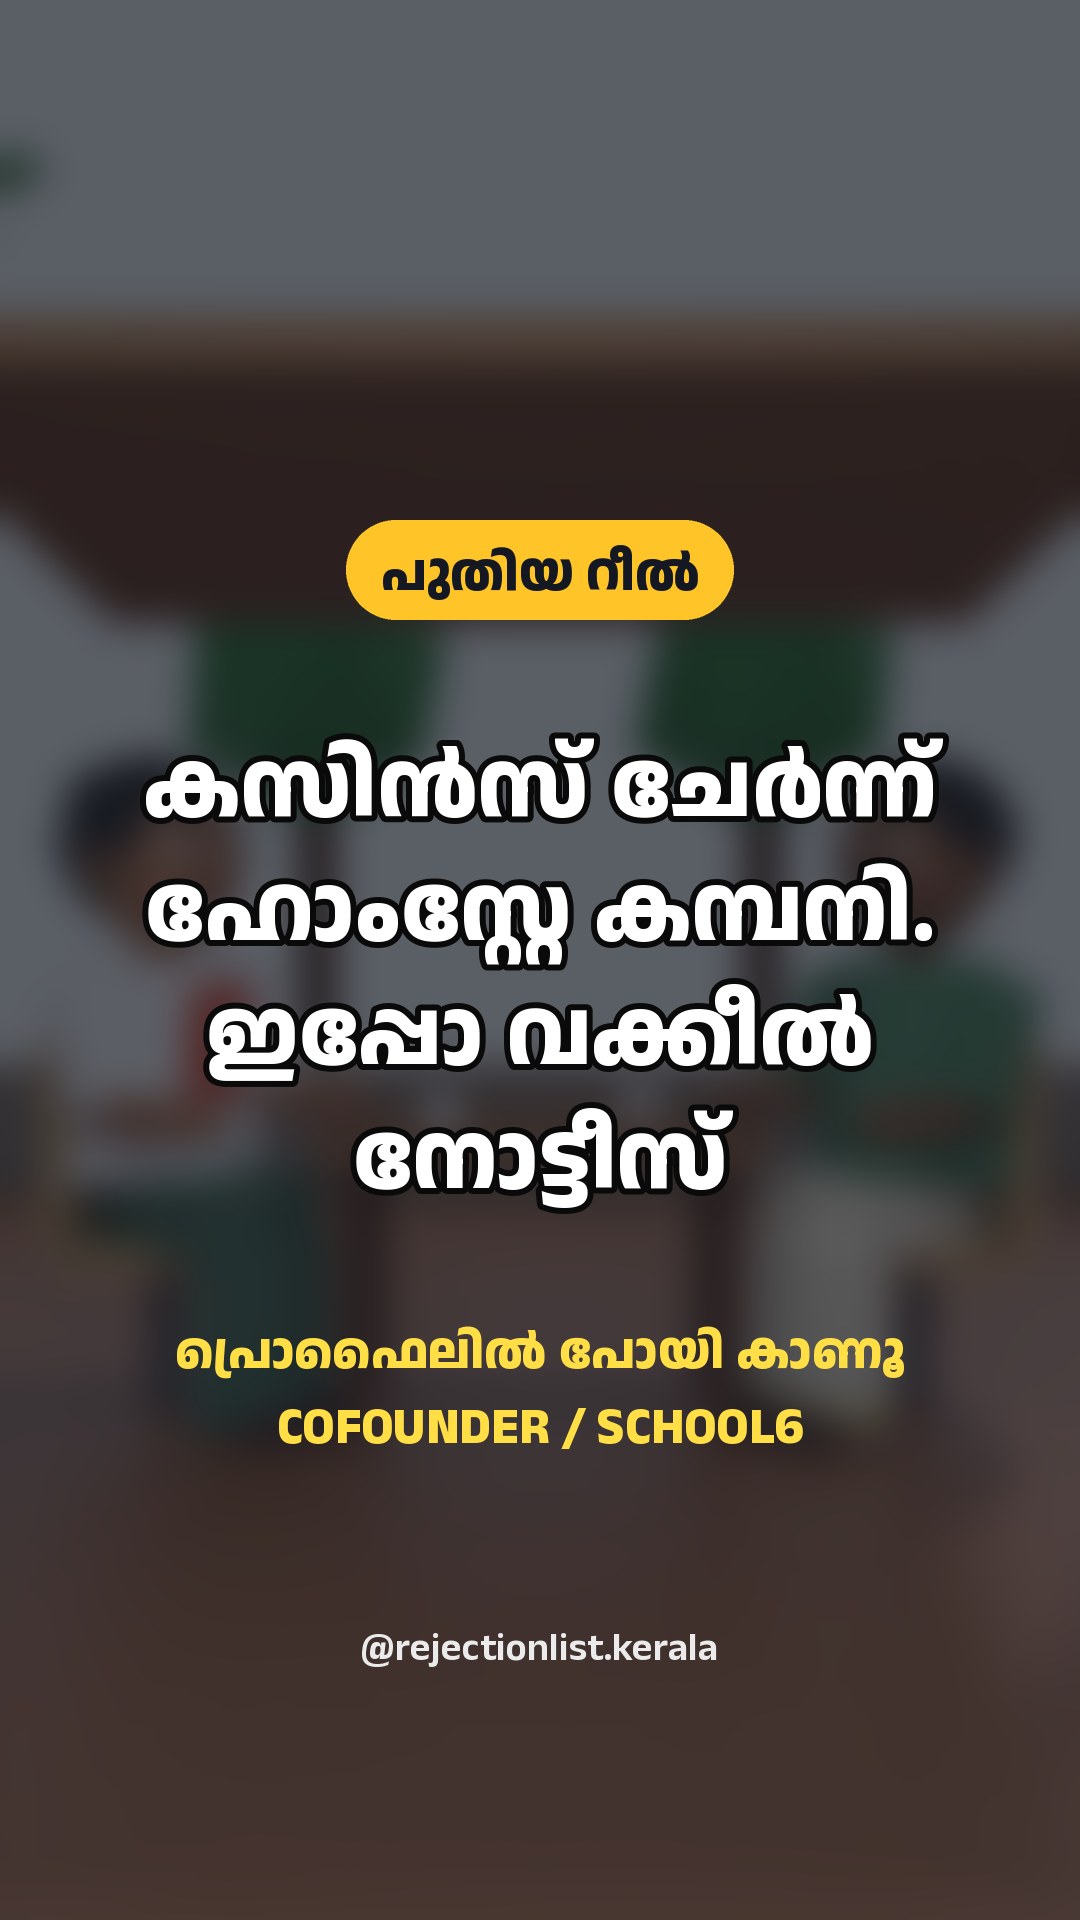 പുതിയ റീൽ
കസിൻസ് ചേർന്ന്
ഹോംസ്റ്റേ കമ്പനി.
ഇപ്പോ വക്കീൽ
നോട്ടീസ്
പ്രൊഫൈലിൽ പോയി കാണൂ
COFOUNDER / SCHOOL6
@rejectionlist.kerala